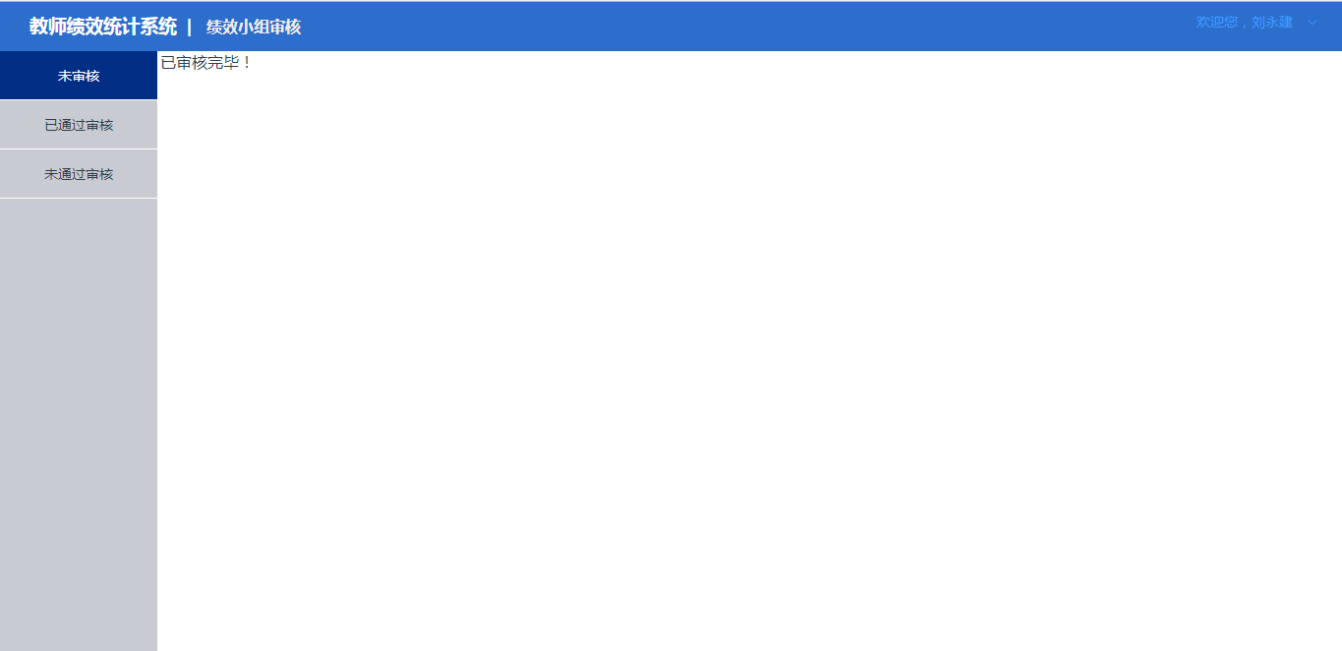 教师绩效统计系统 | 绩效小组审核
欢迎您，刘永建
未审核
已审核完毕！
已通过审核
未通过审核